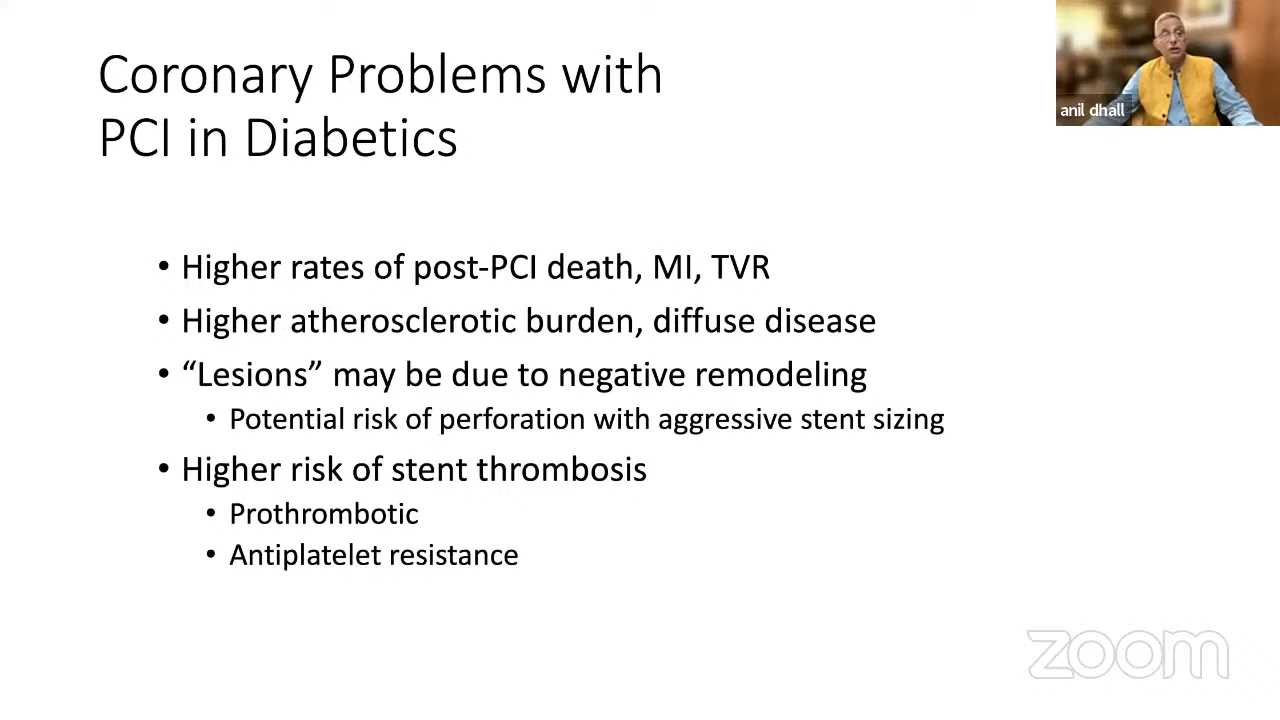 Coronary Problems with
PCI in Diabetics
anil dhall
• Higher rates of post-PCI death, MI, TVR
• Higher atherosclerotic burden, diffuse disease
• “Lesions” may be due to negative remodeling
• Potential risk of perforation with aggressive stent sizing
• Higher risk of stent thrombosis
• Prothrombotic
• Antiplatelet resistance
zoom